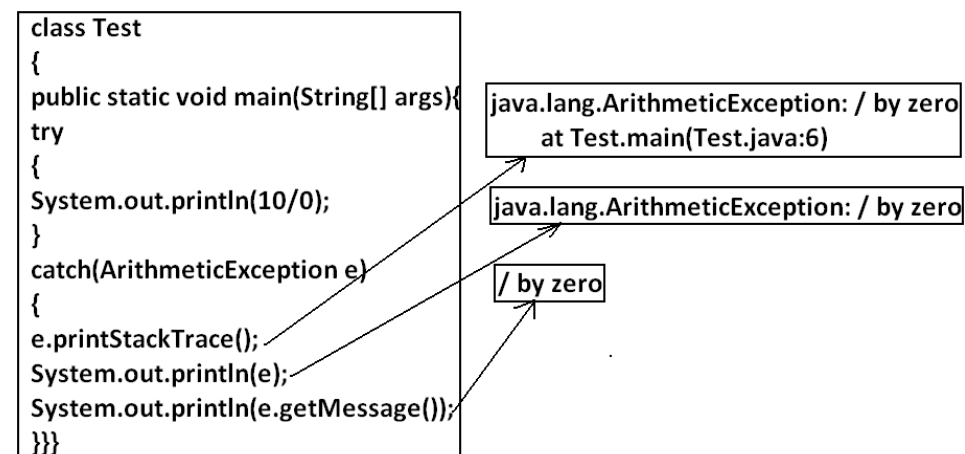 class Test
{
public static void main(String[] args){
try
{
System.out.println(10/0);
}
catch(ArithmeticException e)
{
e.printStackTrace();
System.out.println(e);
System.out.println(e.getMessage());
}}}
java.lang.ArithmeticException: / by zero
at Test.main(Test.java:6)
java.lang.ArithmeticException: / by zero
/ by zero